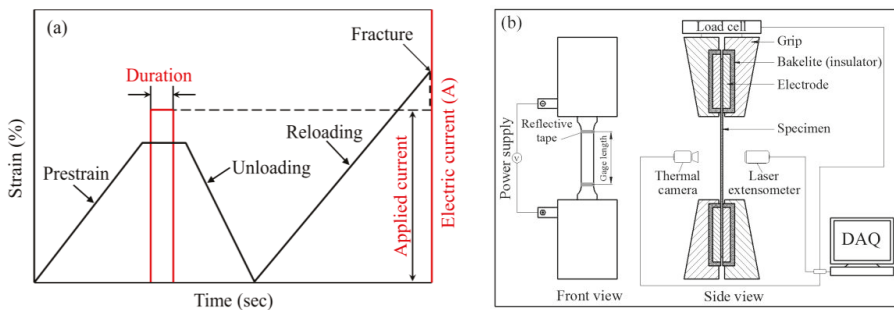 (a)
Fracture
Duration
Reloading
Unloading
Prestrain
Strain (%)
Applied current
Electric current (A)
Time (sec)
(b)
Load cell
Grip
Bakelite (insulator)
Electrode
Specimen
Reflective
tape
Gage length
Power supply
V
Thermal
camera
Laser
extensometer
DAQ
Front view
Side view